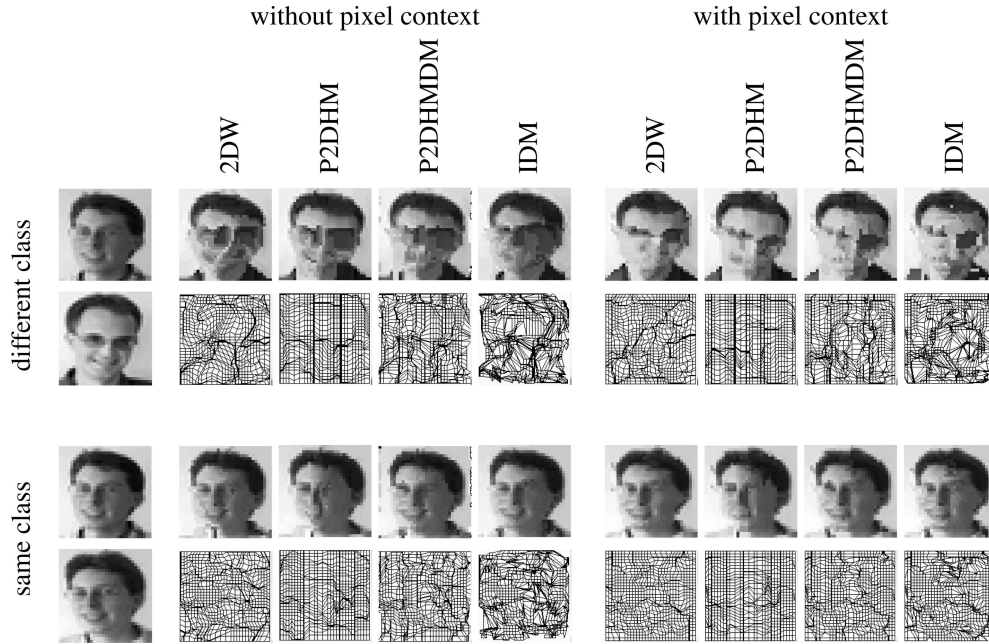 without pixel context
with pixel context
2DW
P2DHM
P2DHMDM
IDM
2DW
P2DHM
P2DHMDM
IDM
different class
same class